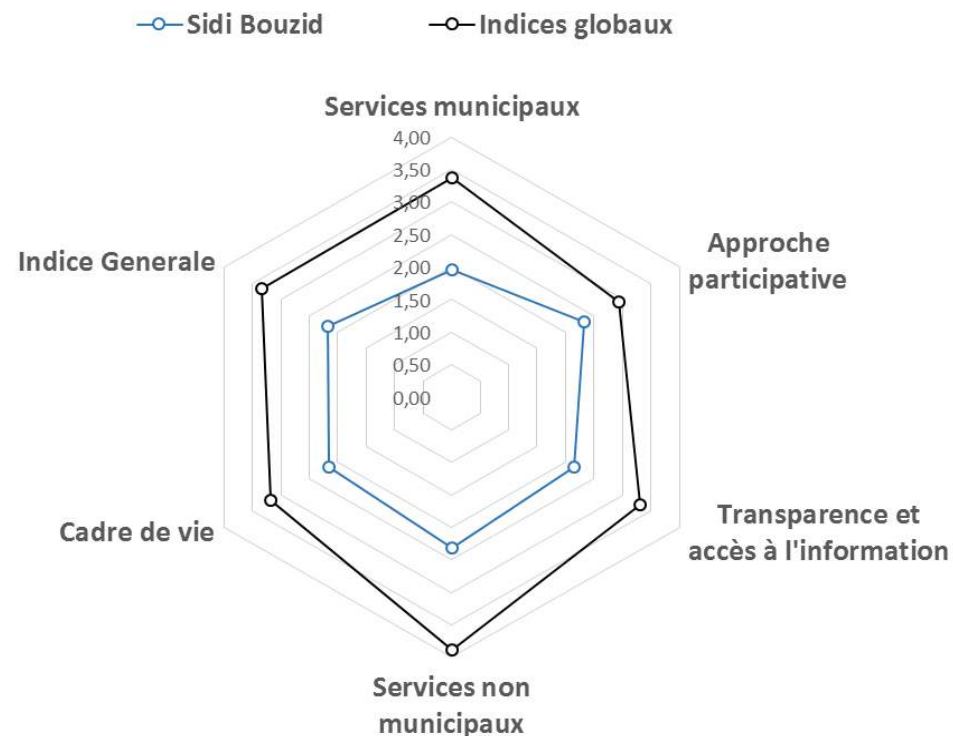 Sidi Bouzid
Indices globaux
Services municipaux
4,00
3,50
3,00
2,50
2,00
1,50
1,00
0,50
0,00
Approche
participative
Transparence et
accès à l'information
Services non
municipaux
Cadre de vie
Indice Generale